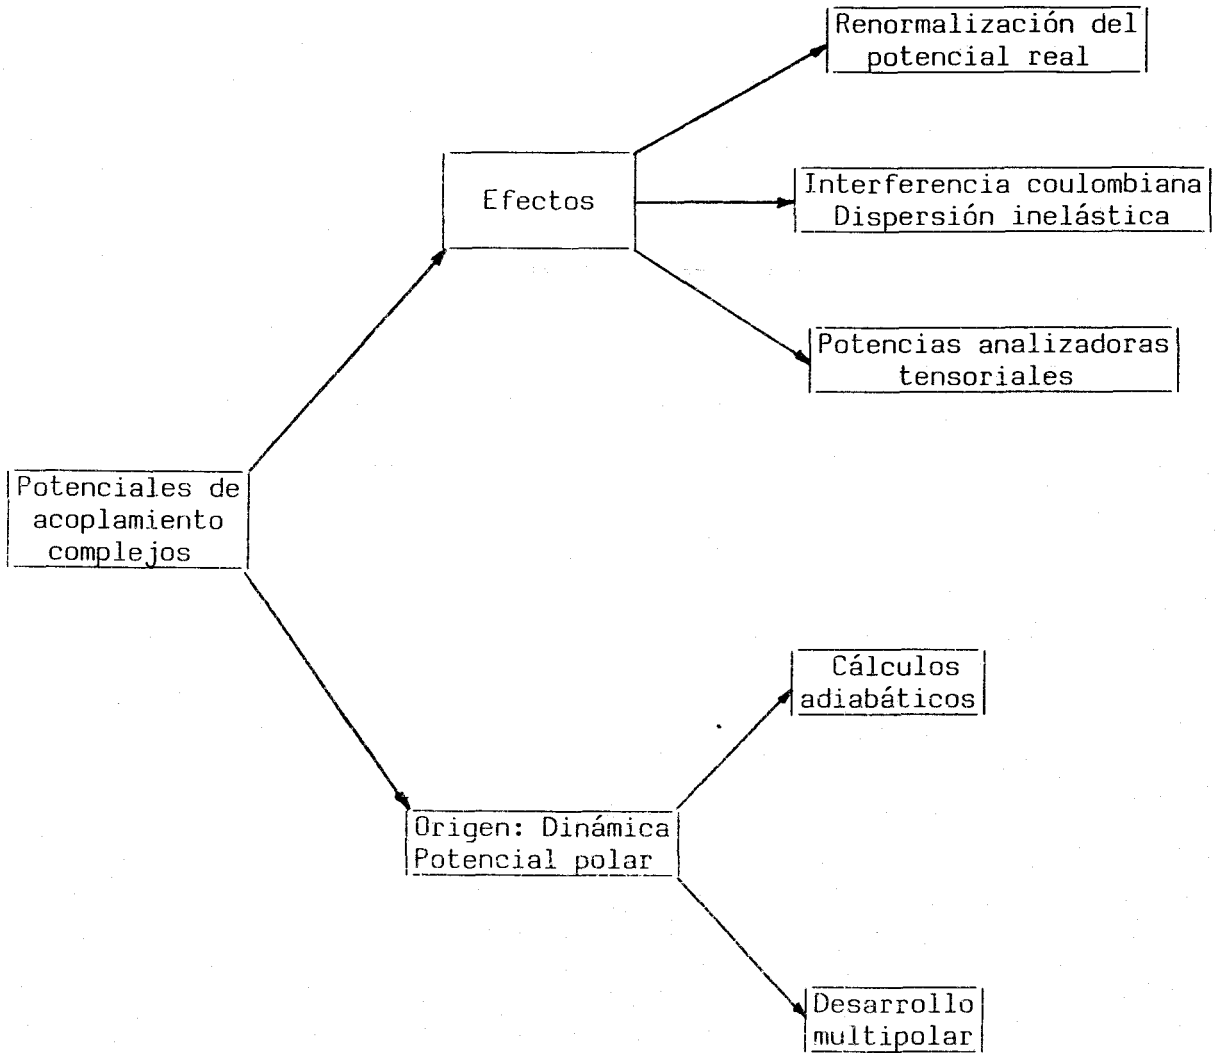 Renormalización del
potencial real
Efectos
Interferencia coulombiana
Dispersión inelástica
Potencias analizadoras
tensoriales
Potenciales de
acoplamiento
complejos
Cálculos
adiabáticos
Origen: Dinámica
Potencial polar
Desarrollo
multipolar